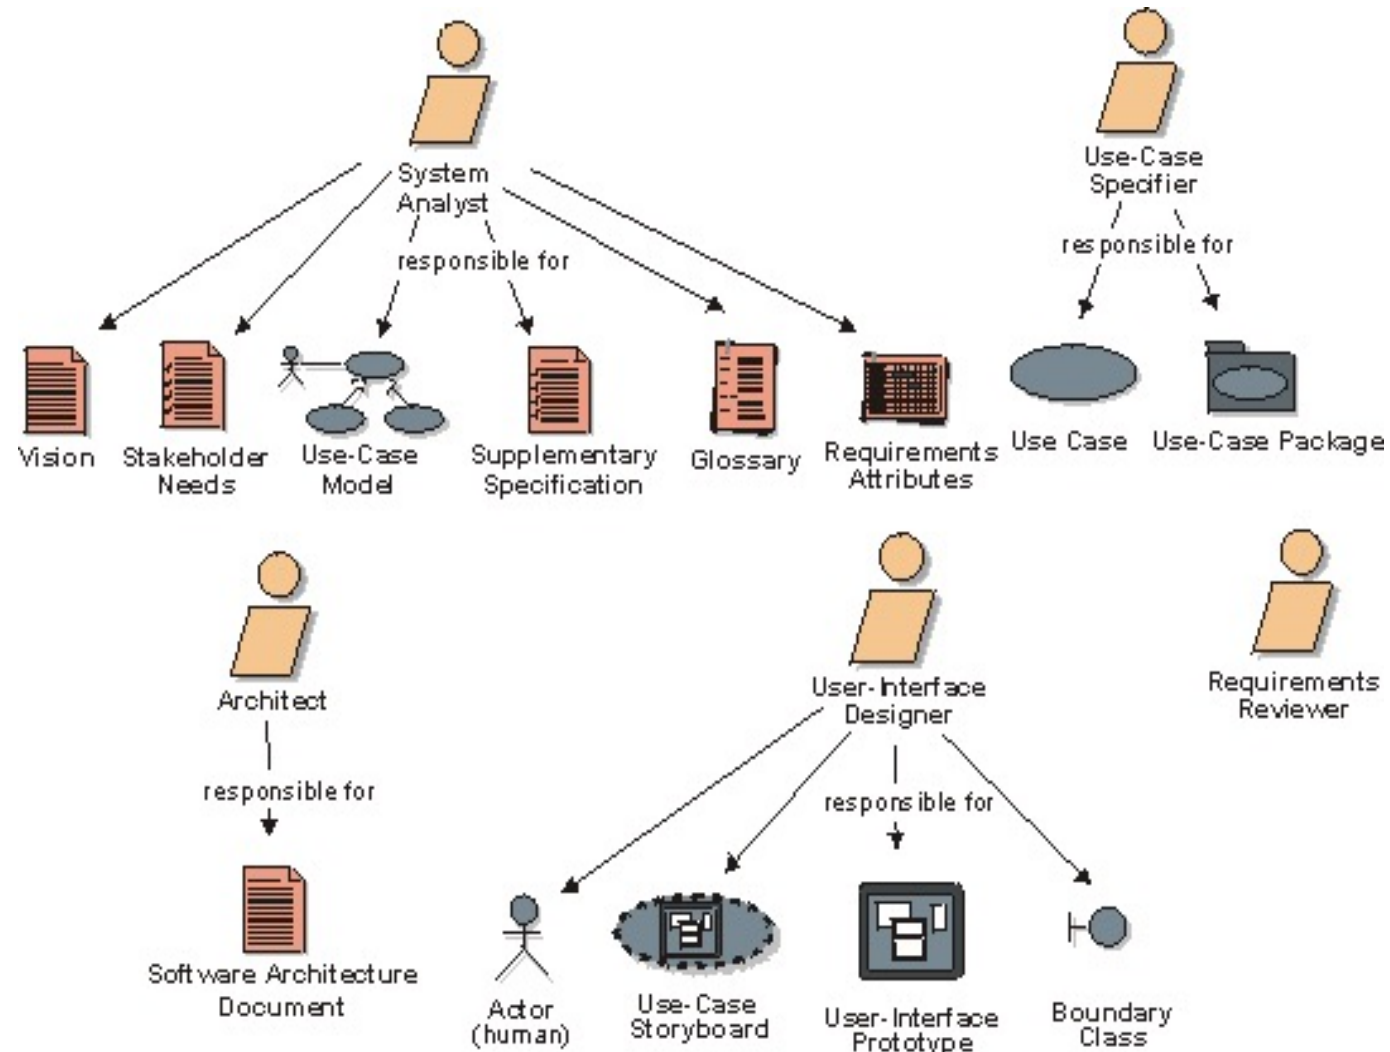 System
Analyst
responsible for
Vision
Stakeholder
Needs
Use-Case
Model
Supplementary
Specification
Glossary
Requirements
Attributes
Use-Case
Specifier
responsible for
Use Case
Use-Case Package
Architect
responsible for
Software Architecture
Document
User-Interface
Designer
responsible for
Actor
(human)
Use-Case
Storyboard
User-Interface
Prototype
Boundary
Class
Requirements
Reviewer